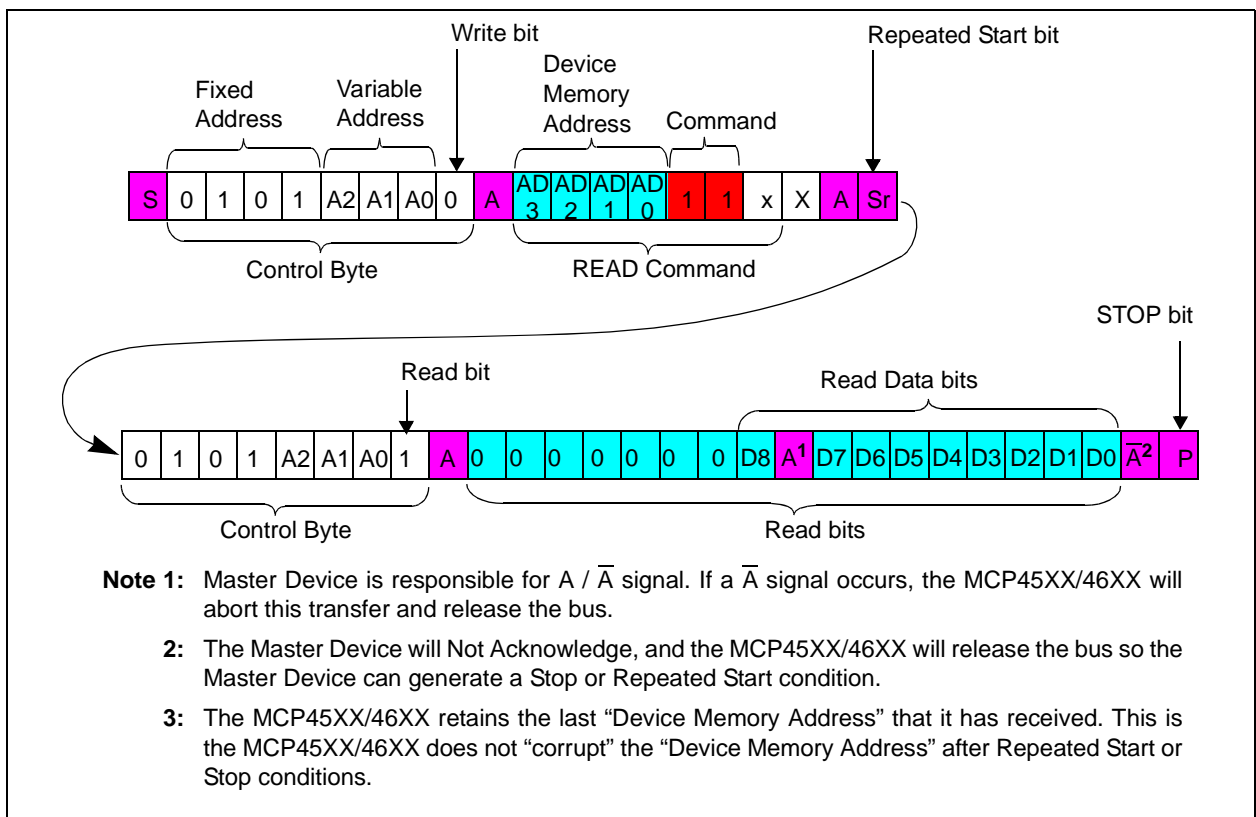 Write bit
Repeated Start bit
Device
Memory
Address
Fixed
Address
Variable
Address
Command
S 0 1 0 1 A2 A1 A0 0 A AD3 AD2 AD1 AD0 1 1 x X A Sr
Control Byte
READ Command
STOP bit
Read bit
Read Data bits
0 1 0 1 A2 A1 A0 1 A 0 0 0 0 0 0 0 D8 A¹ D7 D6 D5 D4 D3 D2 D1 D0 A̅² P
Control Byte
Read bits
Note 1: Master Device is responsible for A / A̅ signal. If a A̅ signal occurs, the MCP45XX/46XX will
abort this transfer and release the bus.
2: The Master Device will Not Acknowledge, and the MCP45XX/46XX will release the bus so the
Master Device can generate a Stop or Repeated Start condition.
3: The MCP45XX/46XX retains the last “Device Memory Address” that it has received. This is
the MCP45XX/46XX does not “corrupt” the “Device Memory Address” after Repeated Start or
Stop conditions.